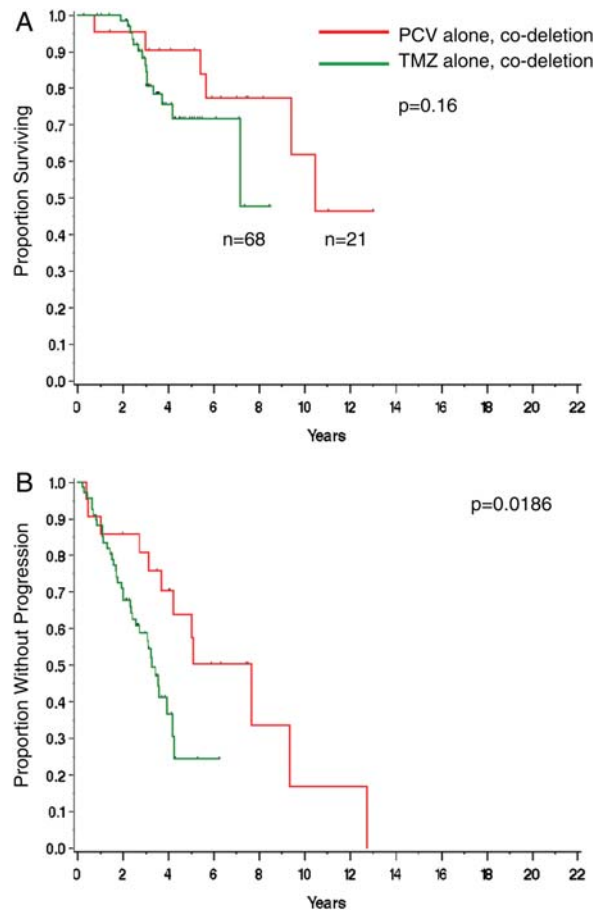 A
PCV alone, co-deletion
TMZ alone, co-deletion
p=0.16
Proportion Surviving
1.0
0.9
0.8
0.7
0.6
0.5
0.4
0.3
0.2
0.1
0.0
n=68 n=21
0 2 4 6 8 10 12 14 16 18 20 22
Years
B
p=0.0186
Proportion Without Progression
1.0
0.9
0.8
0.7
0.6
0.5
0.4
0.3
0.2
0.1
0.0
0 2 4 6 8 10 12 14 16 18 20 22
Years